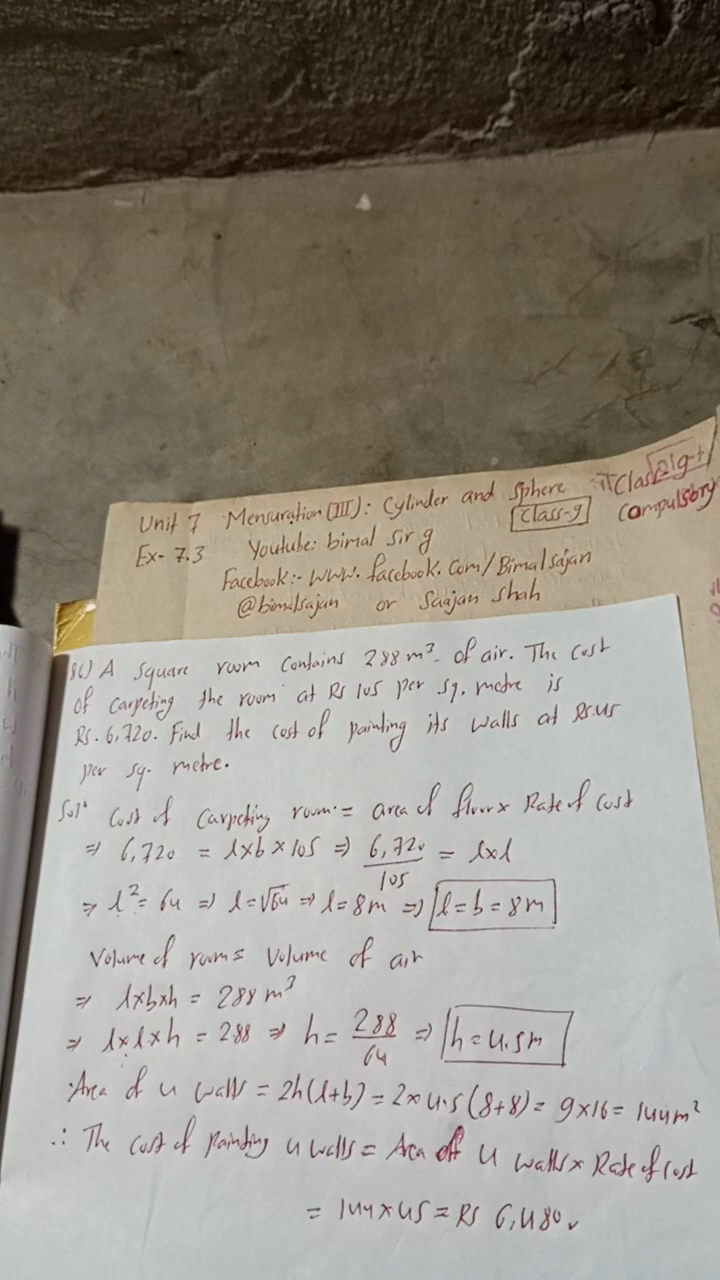 Unit 7 Mensuration (III): Cylinder and Sphere
Class-9 Compulsory
Ex- 7.3 Youtube: bimal sir g
Facebook:- www.facebook.com/Bimalsajan
@bimalsajan or Saajan Shah
8c) A square room contains 288m³ of air. The cost
of carpeting the room at Rs 105 per sq. metre is
Rs. 6,720. Find the cost of painting its walls at Rs.45
per sq. metre.
Solⁿ Cost of carpeting room = area of floor x Rate of cost
⇒ 6,720 = l×b×105 ⇒ 6,720/105 = l×l
⇒ l² = 64 ⇒ l = √64 ⇒ l = 8m ⇒ l = b = 8m
Volume of room = Volume of air
⇒ l×b×h = 288 m³
⇒ l×l×h = 288 ⇒ h = 288/64 ⇒ h = 4.5m
Area of 4 walls = 2h(l+b) = 2×4.5(8+8) = 9×16 = 144m²
∴ The cost of Painting 4 walls = Area of 4 walls × Rate of cost
= 144×45 = Rs 6,480